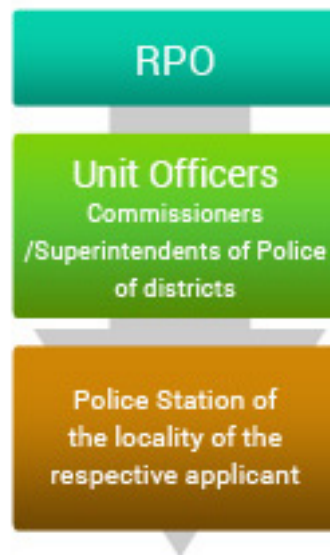 RPO
Unit Officers
Commissioners
/Superintendents of Police
of districts
Police Station of
the locality of the
respective applicant